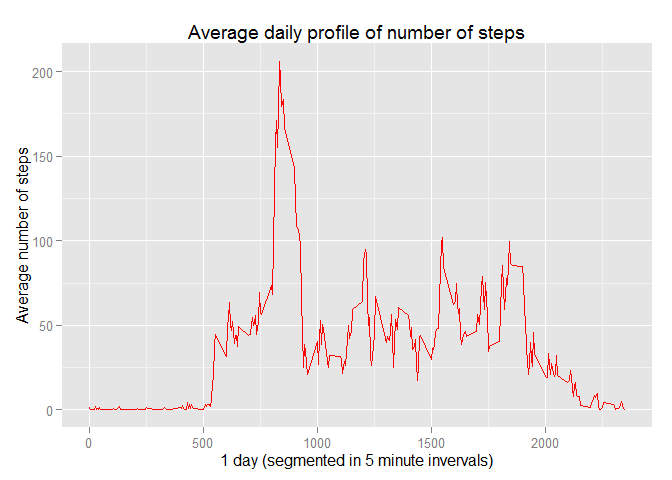 Average daily profile of number of steps
Average number of steps
200
150
100
50
0
0 500 1000 1500 2000
1 day (segmented in 5 minute invervals)